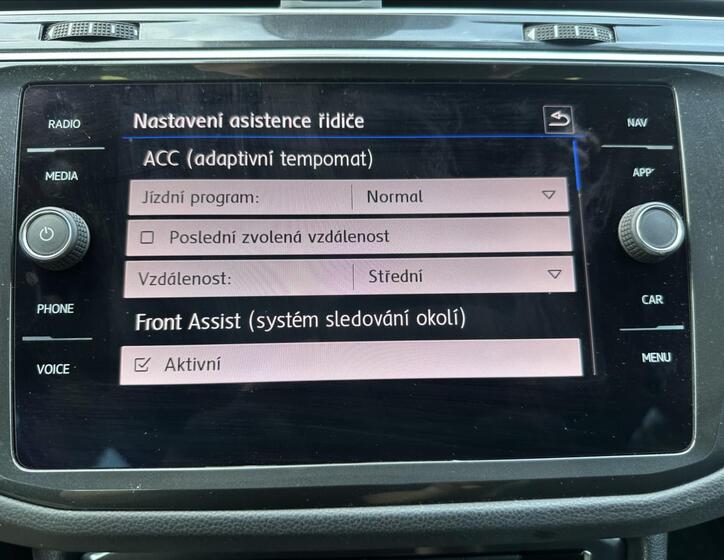 RADIO
MEDIA
PHONE
VOICE
Nastavení asistence řidiče
ACC (adaptivní tempomat)
Jízdní program: Normal
Poslední zvolená vzdálenost
Vzdálenost: Střední
Front Assist (systém sledování okolí)
Aktivní
NAV
APP
CAR
MENU